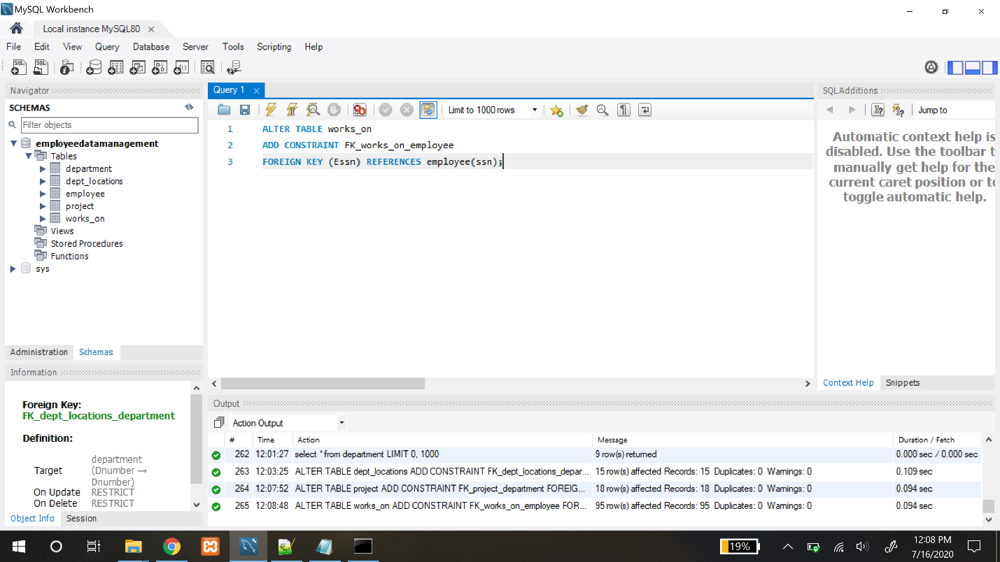 MySQL Workbench
Local instance MySQL80
File Edit View Query Database Server Tools Scripting Help
Navigator
SCHEMAS
Filter objects
employeedatamanagement
Tables
department
dept_locations
employee
project
works_on
Views
Stored Procedures
Functions
sys
Administration Schemas
Information
Foreign Key:
FK_dept_locations_department
Definition:
Target department
(Dnumber →
Dnumber)
On Update RESTRICT
On Delete RESTRICT
Object Info Session
Query 1
Limit to 1000 rows
1 ALTER TABLE works_on
2 ADD CONSTRAINT FK_works_on_employee
3 FOREIGN KEY (Essn) REFERENCES employee(ssn);
SQLAdditions
Jump to
Automatic context help is
disabled. Use the toolbar t
manually get help for the
current caret position or to
toggle automatic help.
Context Help Snippets
Output
Action Output
# Time Action Message Duration / Fetch
262 12:01:27 select * from department LIMIT 0, 1000 9 row(s) returned 0.000 sec / 0.000 sec
263 12:03:25 ALTER TABLE dept_locations ADD CONSTRAINT FK_dept_locations_depar... 15 row(s) affected Records: 15 Duplicates: 0 Warnings: 0 0.109 sec
264 12:07:52 ALTER TABLE project ADD CONSTRAINT FK_project_department FOREIG... 18 row(s) affected Records: 18 Duplicates: 0 Warnings: 0 0.094 sec
265 12:08:48 ALTER TABLE works_on ADD CONSTRAINT FK_works_on_employee FOR... 95 row(s) affected Records: 95 Duplicates: 0 Warnings: 0 0.094 sec
19%
12:08 PM
7/16/2020